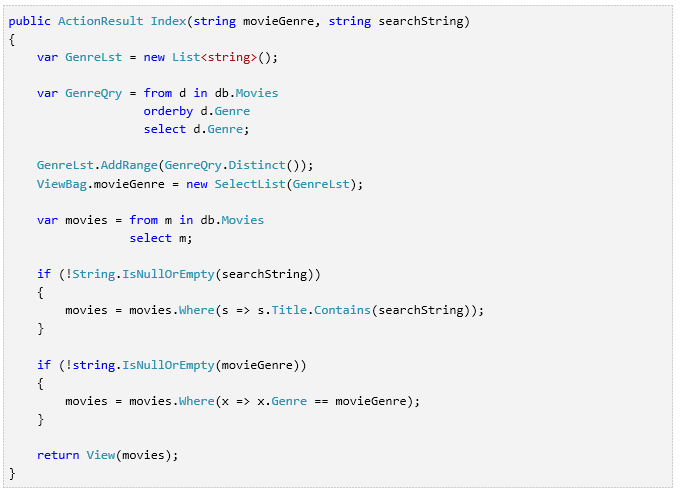 public ActionResult Index(string movieGenre, string searchString)
{
    var GenreLst = new List<string>();

    var GenreQry = from d in db.Movies
                   orderby d.Genre
                   select d.Genre;

    GenreLst.AddRange(GenreQry.Distinct());
    ViewBag.movieGenre = new SelectList(GenreLst);

    var movies = from m in db.Movies
                 select m;

    if (!String.IsNullOrEmpty(searchString))
    {
        movies = movies.Where(s => s.Title.Contains(searchString));
    }

    if (!string.IsNullOrEmpty(movieGenre))
    {
        movies = movies.Where(x => x.Genre == movieGenre);
    }

    return View(movies);
}